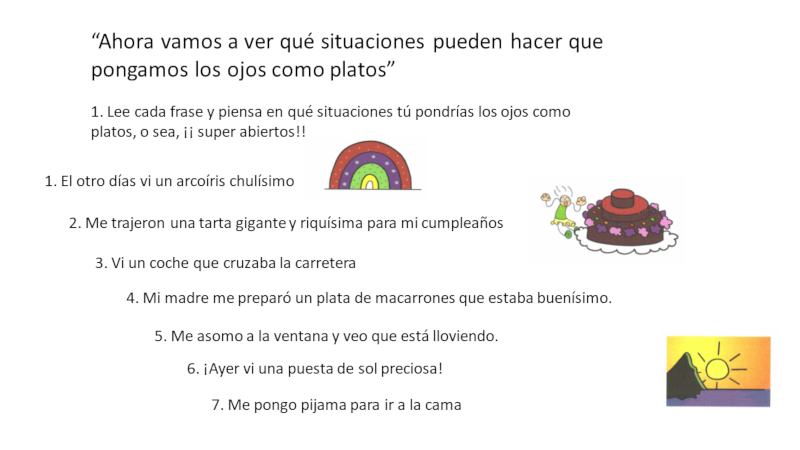 “Ahora vamos a ver qué situaciones pueden hacer que
pongamos los ojos como platos”
1. Lee cada frase y piensa en qué situaciones tú pondrías los ojos como
platos, o sea, ¡¡ super abiertos!!
1. El otro días vi un arcoíris chulísimo
2. Me trajeron una tarta gigante y riquísima para mi cumpleaños
3. Vi un coche que cruzaba la carretera
4. Mi madre me preparó un plata de macarrones que estaba buenísimo.
5. Me asomo a la ventana y veo que está lloviendo.
6. ¡Ayer vi una puesta de sol preciosa!
7. Me pongo pijama para ir a la cama